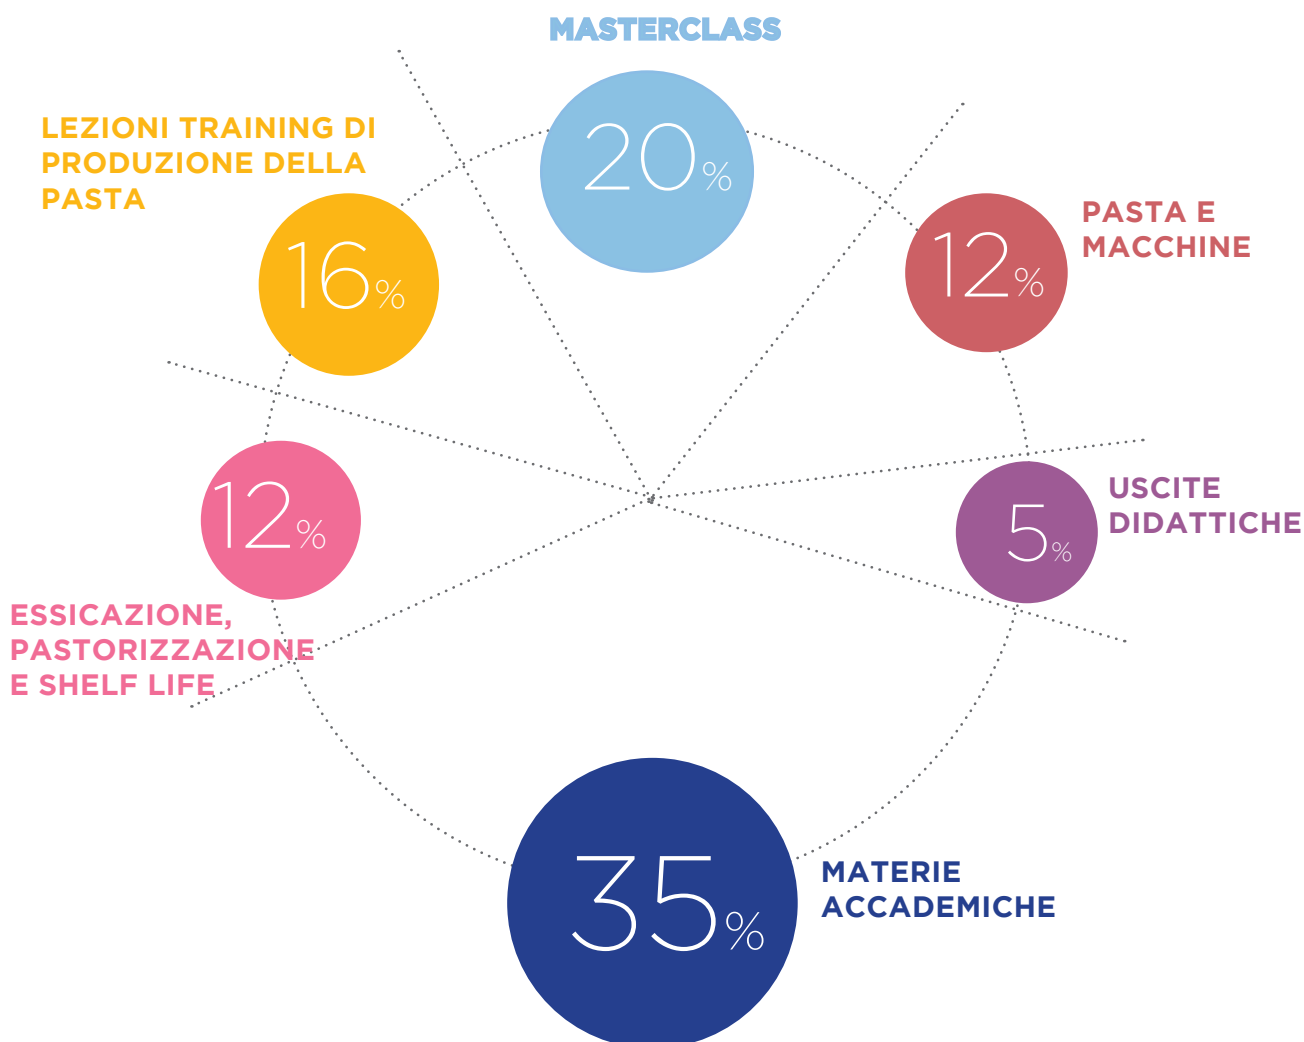 MASTERCLASS
20%
LEZIONI TRAINING DI
PRODUZIONE DELLA
PASTA
16%
PASTA E
MACCHINE
12%
12%
ESSICAZIONE,
PASTORIZZAZIONE
E SHELF LIFE
USCITE
DIDATTICHE
5%
35%
MATERIE
ACCADEMICHE